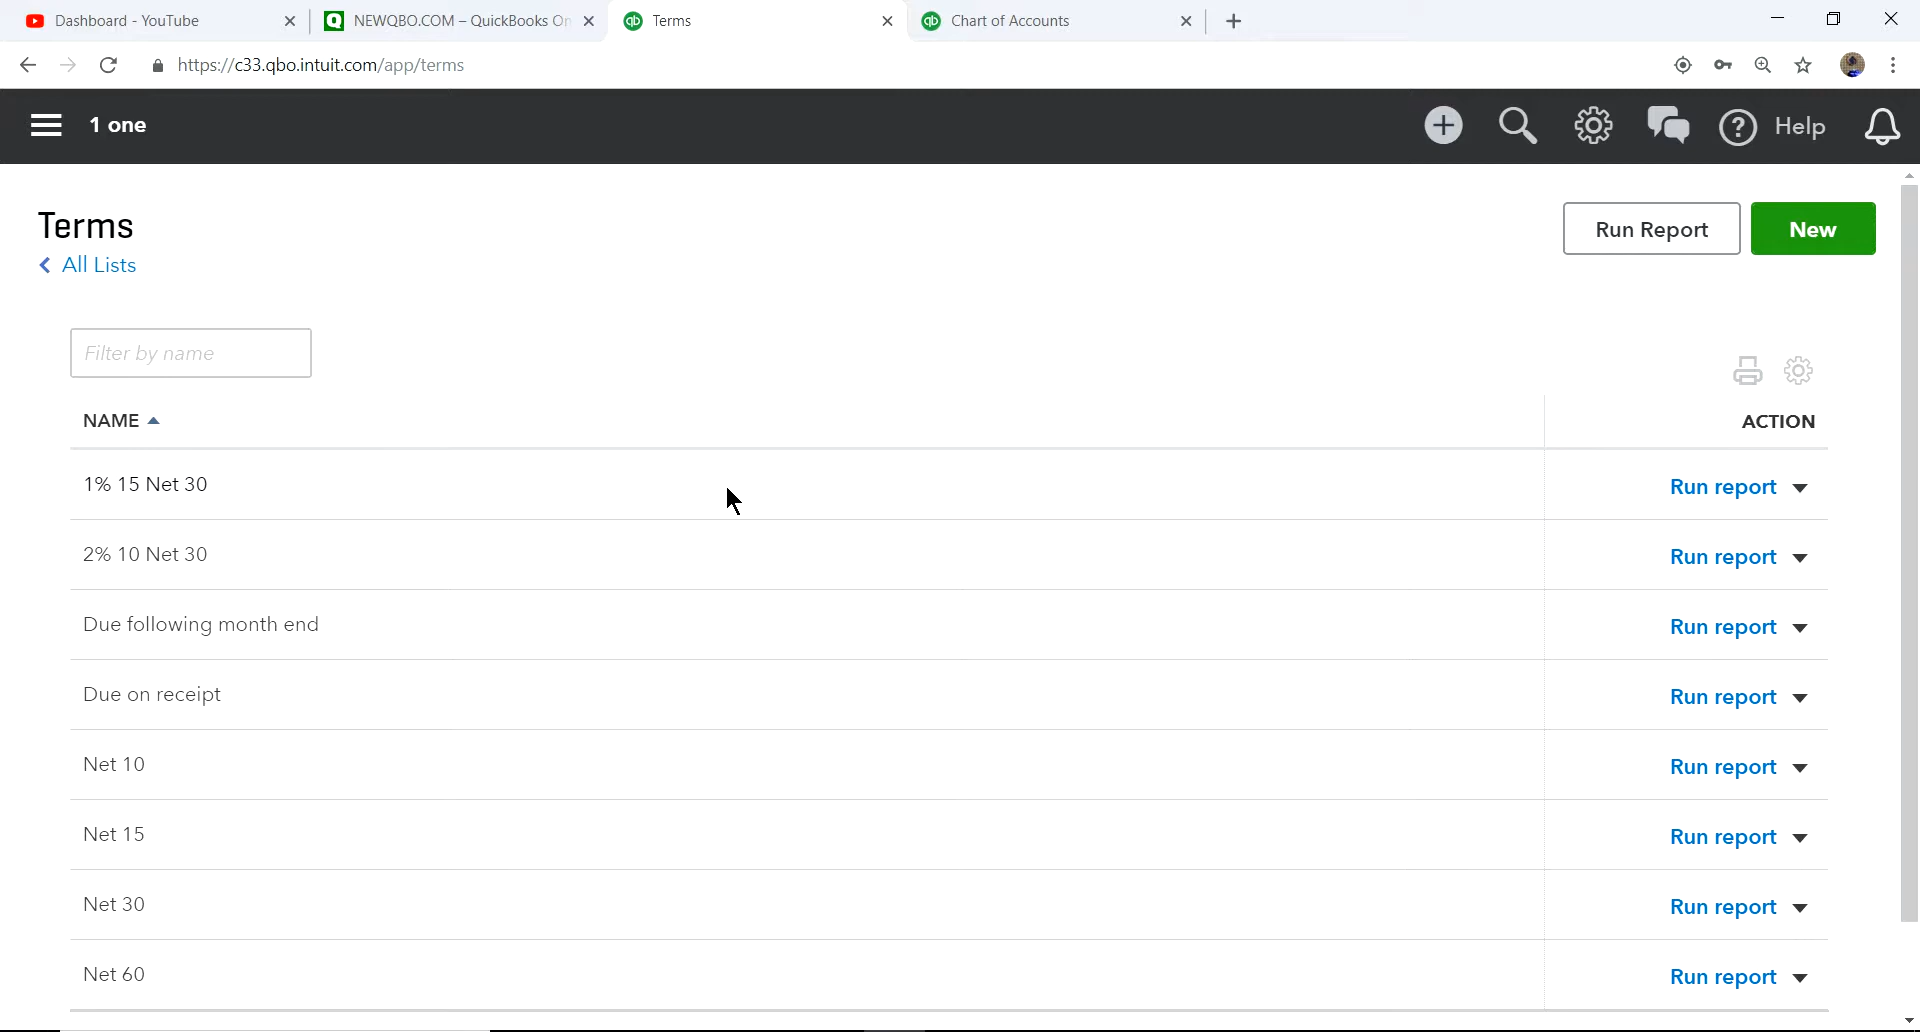 Dashboard - YouTube
NEWQBO.COM – QuickBooks On
Terms
Chart of Accounts
https://c33.qbo.intuit.com/app/terms
1 one
Help
Terms
All Lists
Run Report
New
Filter by name
NAME
ACTION
1% 15 Net 30
Run report
2% 10 Net 30
Run report
Due following month end
Run report
Due on receipt
Run report
Net 10
Run report
Net 15
Run report
Net 30
Run report
Net 60
Run report